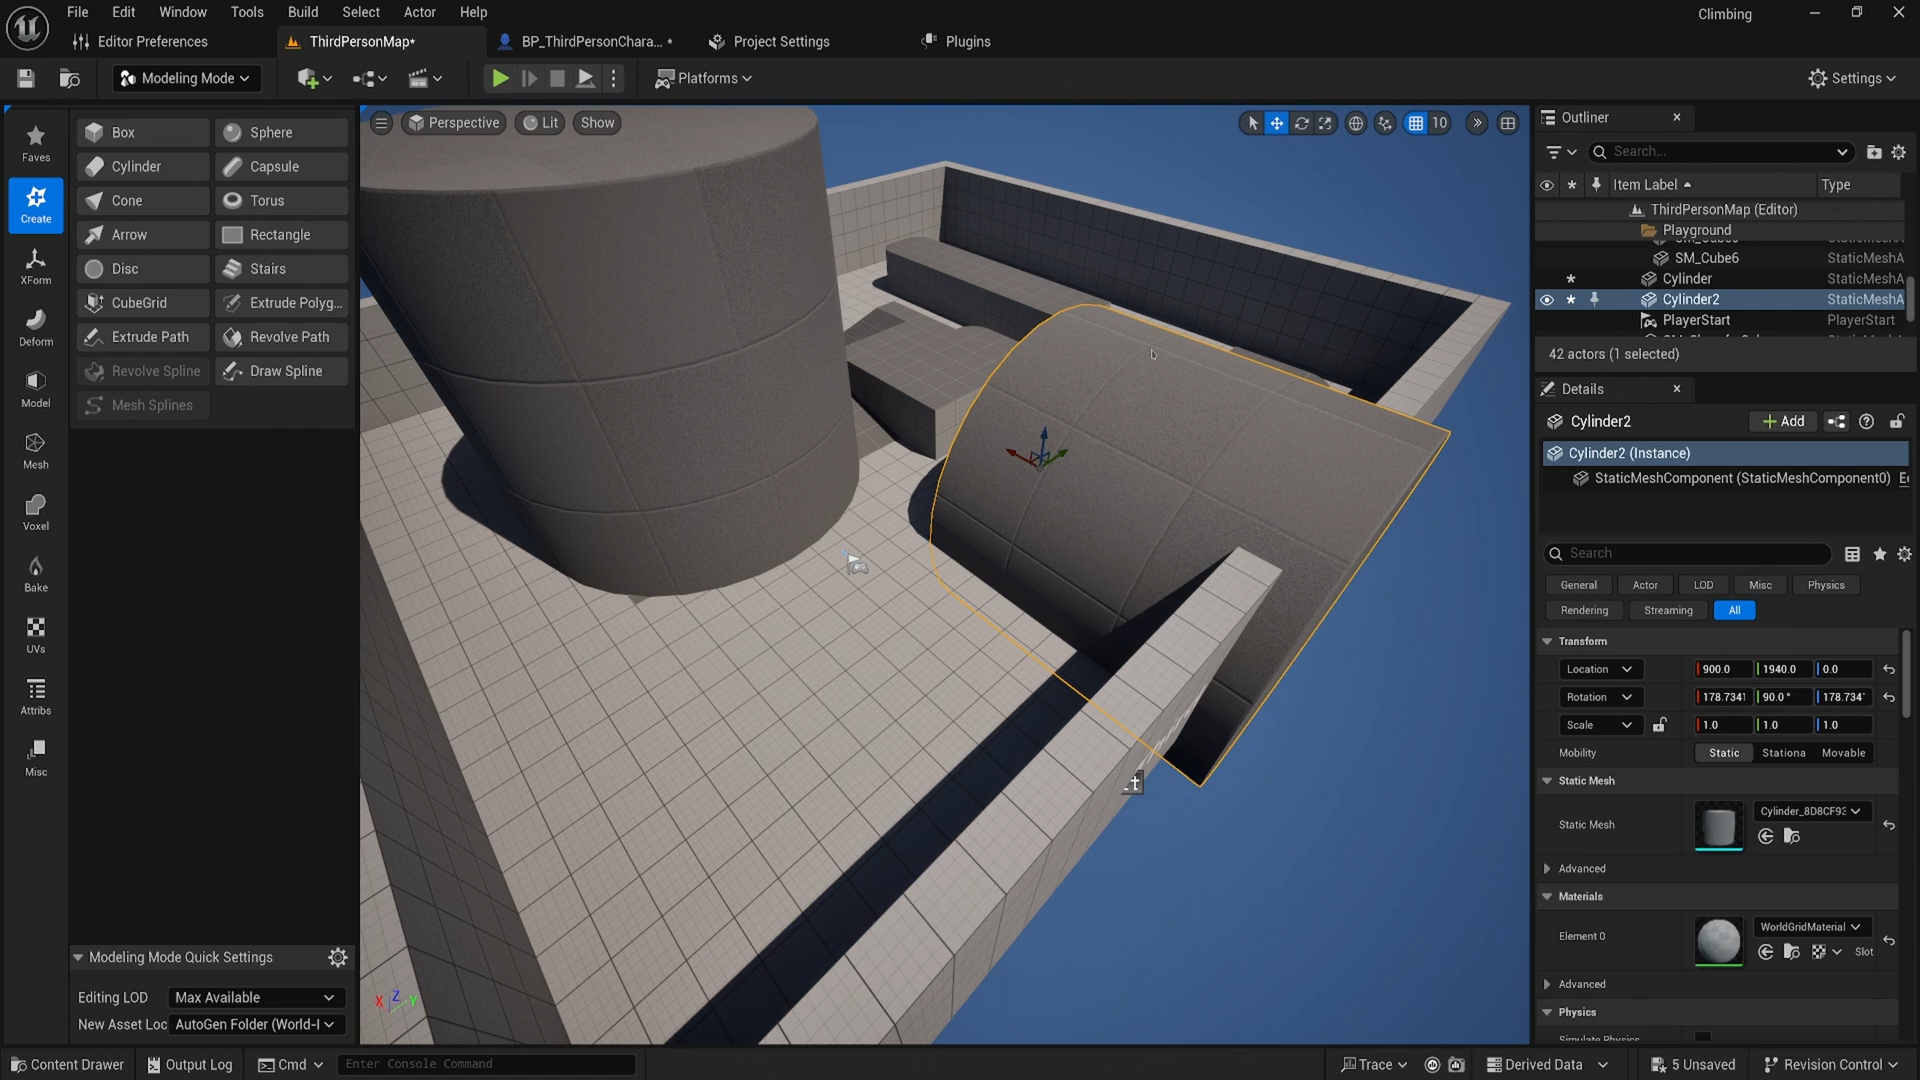 File Edit Window Tools Build Select Actor Help
Climbing
Editor Preferences
ThirdPersonMap*
BP_ThirdPersonChara... *
Project Settings
Plugins
Modeling Mode
Platforms
Settings
Faves
Create
XForm
Deform
Model
Mesh
Voxel
Bake
UVs
Attribs
Misc
Box Sphere
Cylinder Capsule
Cone Torus
Arrow Rectangle
Disc Stairs
CubeGrid Extrude Polyg...
Extrude Path Revolve Path
Revolve Spline Draw Spline
Mesh Splines
Modeling Mode Quick Settings
Editing LOD Max Available
New Asset Loc AutoGen Folder (World-I
Perspective Lit Show
10
X Z Y
Outliner
Search...
Item Label Type
ThirdPersonMap (Editor)
Playground
SM_Cube6 StaticMeshA
Cylinder StaticMeshA
Cylinder2 StaticMeshA
PlayerStart PlayerStart
42 actors (1 selected)
Details
Cylinder2
Add
Cylinder2 (Instance)
StaticMeshComponent (StaticMeshComponent0)
Search
General Actor LOD Misc Physics
Rendering Streaming All
Transform
Location 900.0 1940.0 0.0
Rotation 178.7341 90.0° 178.734°
Scale 1.0 1.0 1.0
Mobility Static Stationa Movable
Static Mesh
Static Mesh Cylinder_8D8CF93
Advanced
Materials
Element 0 WorldGridMaterial
Slot
Advanced
Physics
Simulate Physics
Content Drawer Output Log Cmd Enter Console Command
Trace Derived Data 5 Unsaved Revision Control